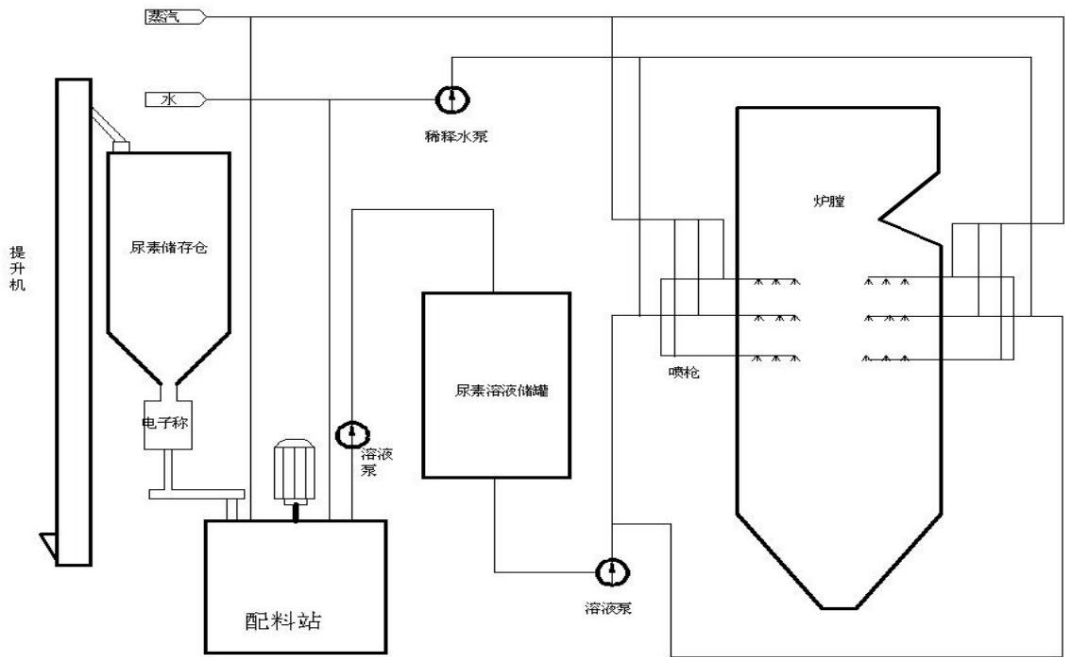 蒸汽
水
稀释水泵
炉膛
提
升
机
尿素储存仓
喷枪
尿素溶液储罐
电子称
溶液
泵
配料站
溶液泵